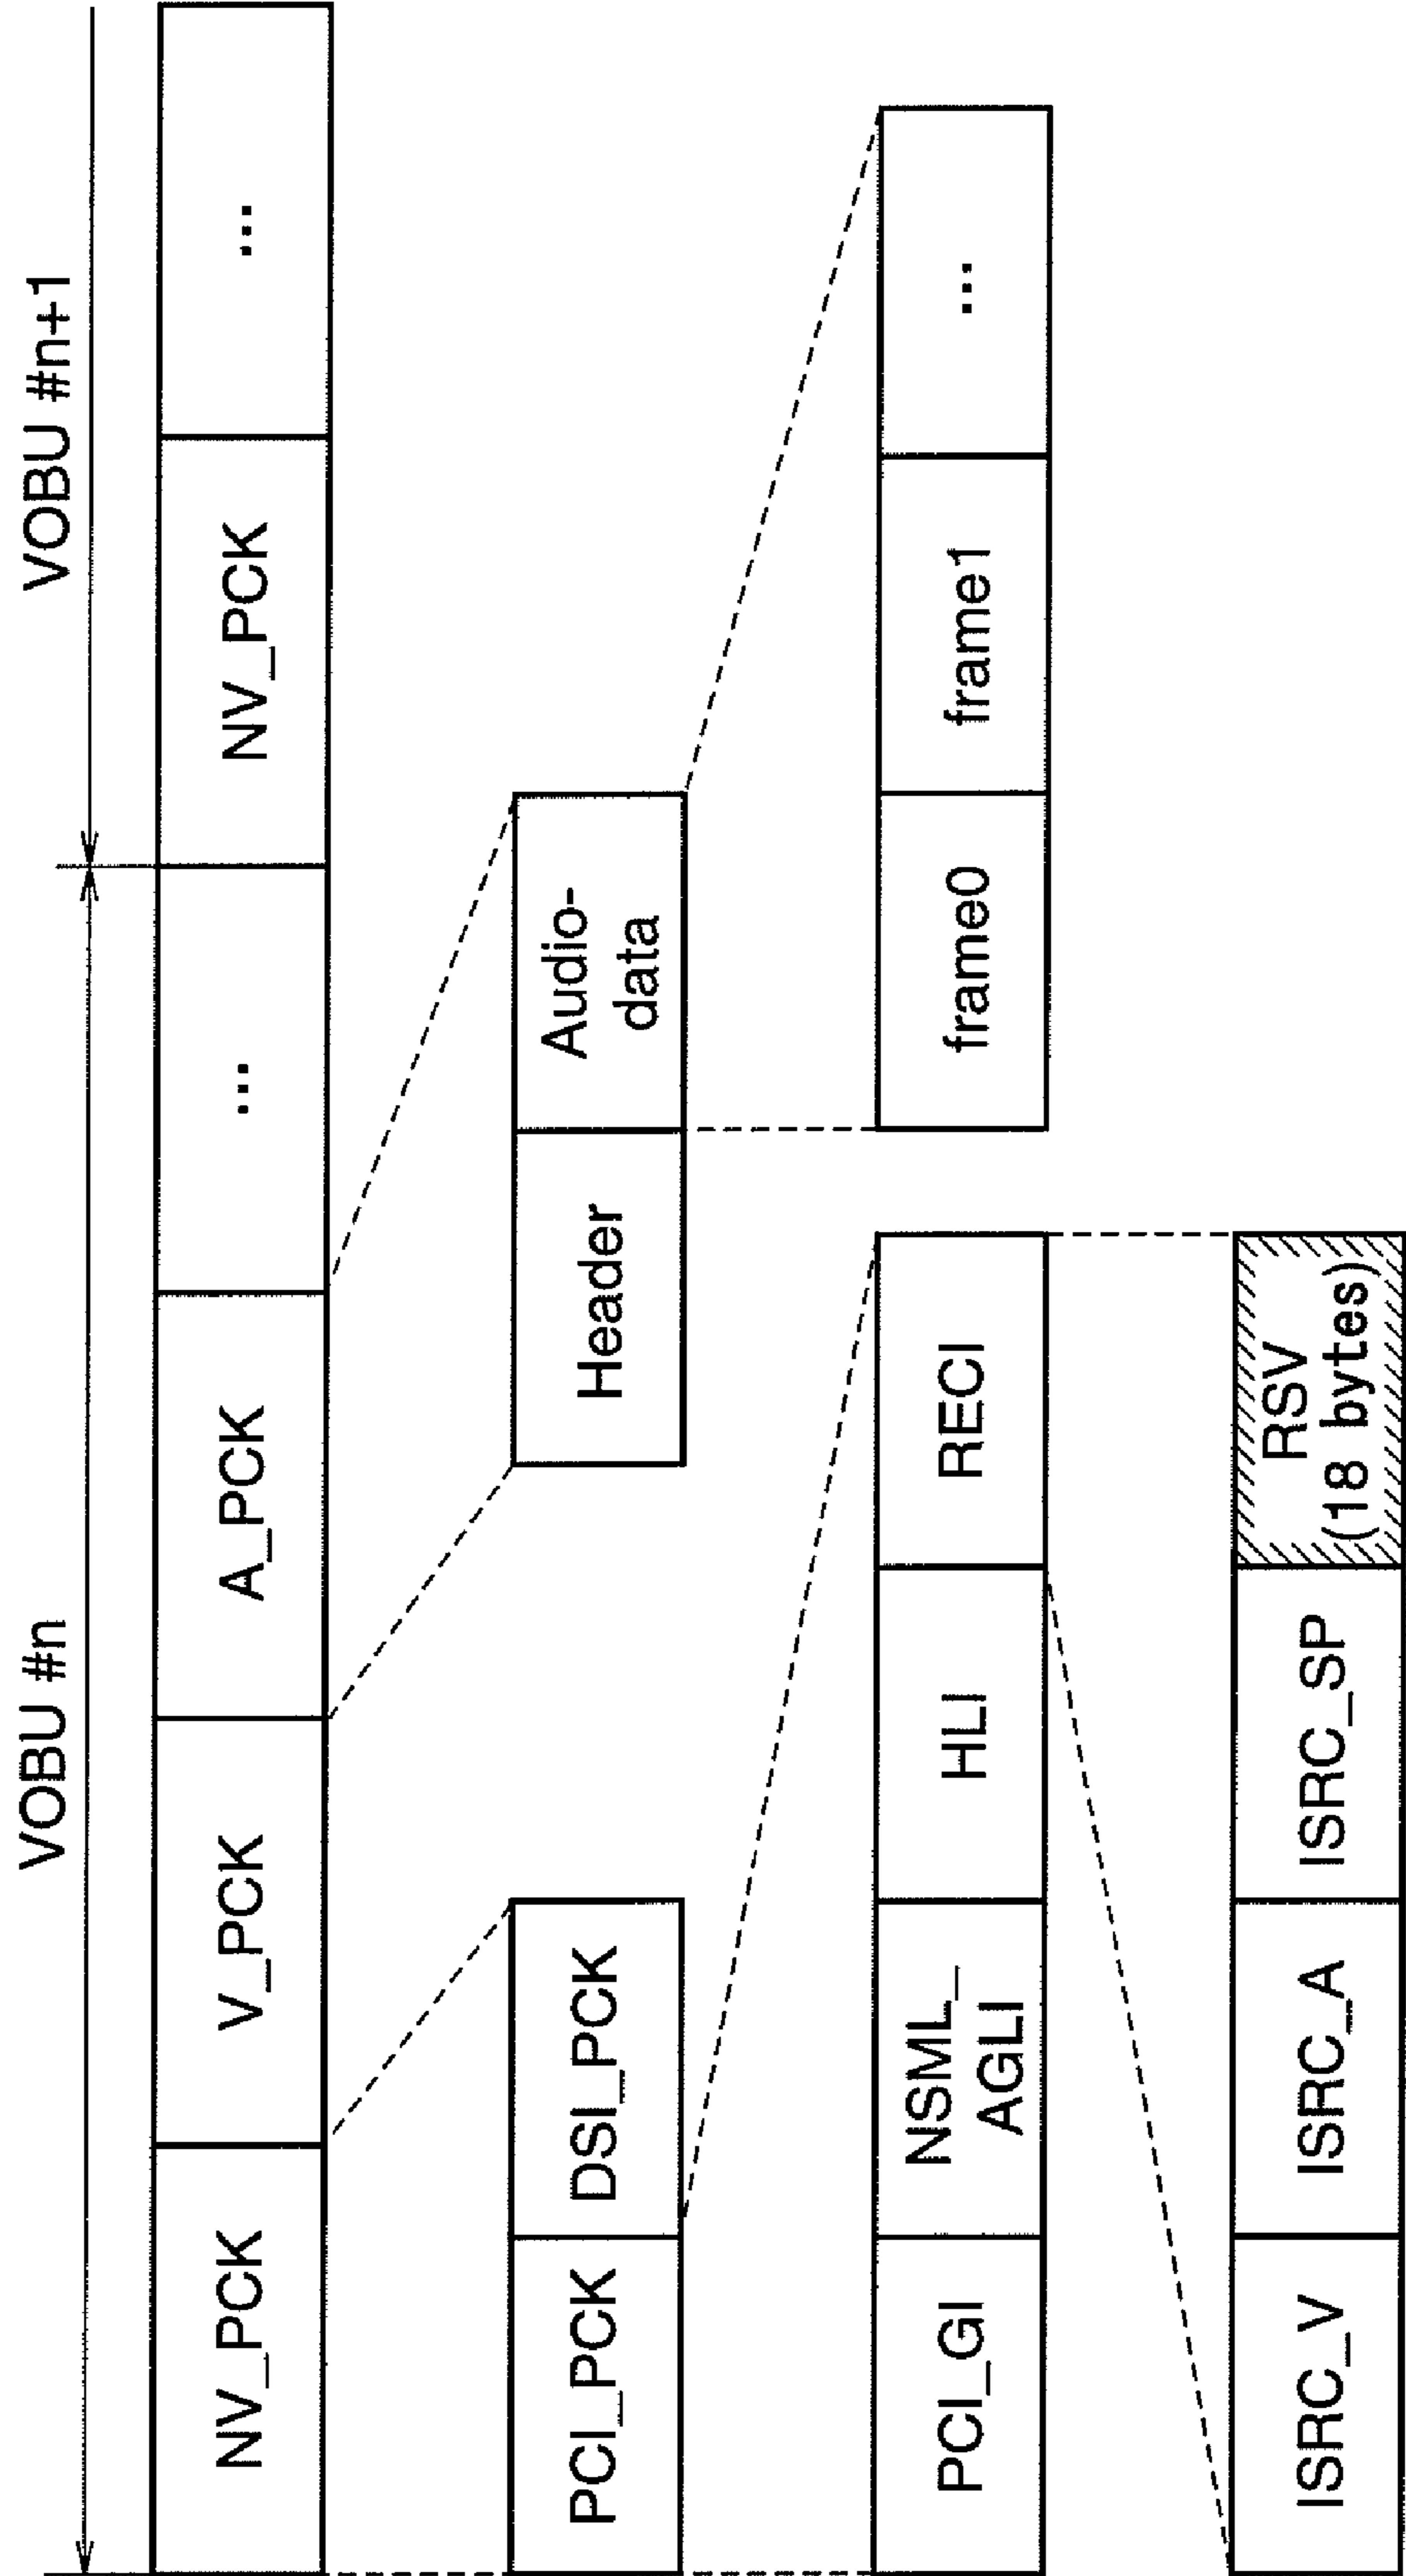 VOBU #n
VOBU #n+1
NV_PCK
V_PCK
A_PCK
...
NV_PCK
...
PCI_PCK
DSI_PCK
Header
Audio-
data
PCI_GI
NSML_
AGLI
HLI
RECI
frame0
frame1
...
ISRC_V
ISRC_A
ISRC_SP
RSV
(18 bytes)